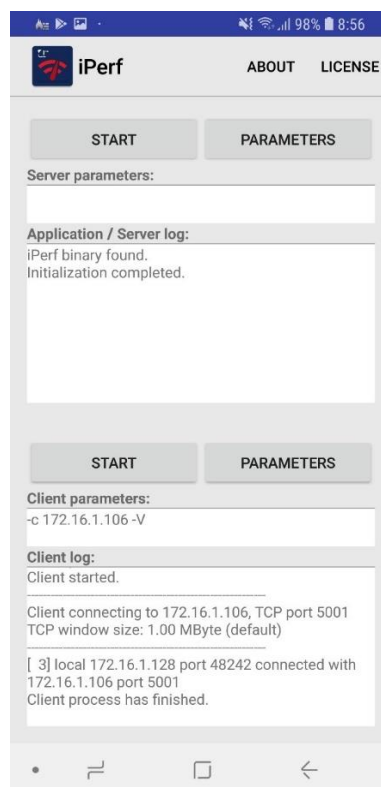 98% 8:56
iPerf
ABOUT LICENSE
START PARAMETERS
Server parameters:
Application / Server log:
iPerf binary found.
Initialization completed.
START PARAMETERS
Client parameters:
-c 172.16.1.106 -V
Client log:
Client started.
Client connecting to 172.16.1.106, TCP port 5001
TCP window size: 1.00 MByte (default)
[ 3] local 172.16.1.128 port 48242 connected with
172.16.1.106 port 5001
Client process has finished.